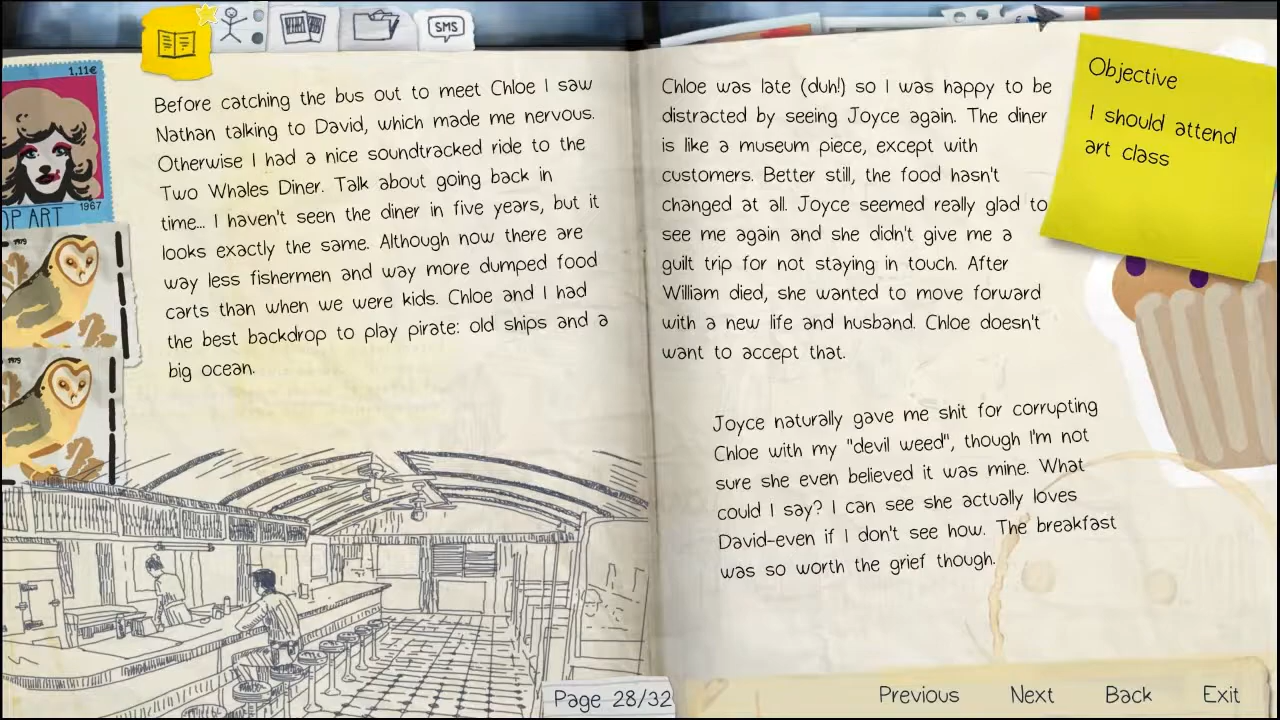 SMS
1,11€
OP ART
1967
1979
1979
Before catching the bus out to meet Chloe I saw
Nathan talking to David, which made me nervous.
Otherwise I had a nice soundtracked ride to the
Two Whales Diner. Talk about going back in
time... I haven't seen the diner in five years, but it
looks exactly the same. Although now there are
way less fishermen and way more dumped food
carts than when we were kids. Chloe and I had
the best backdrop to play pirate: old ships and a
big ocean.
Chloe was late (duh!) so I was happy to be
distracted by seeing Joyce again. The diner
is like a museum piece, except with
customers. Better still, the food hasn't
changed at all. Joyce seemed really glad to
see me again and she didn't give me a
guilt trip for not staying in touch. After
William died, she wanted to move forward
with a new life and husband. Chloe doesn't
want to accept that.
Joyce naturally gave me shit for corrupting
Chloe with my "devil weed", though I'm not
sure she even believed it was mine. What
could I say? I can see she actually loves
David-even if I don't see how. The breakfast
was so worth the grief though.
Objective
I should attend
art class
Page 28/32
Previous
Next
Back
Exit